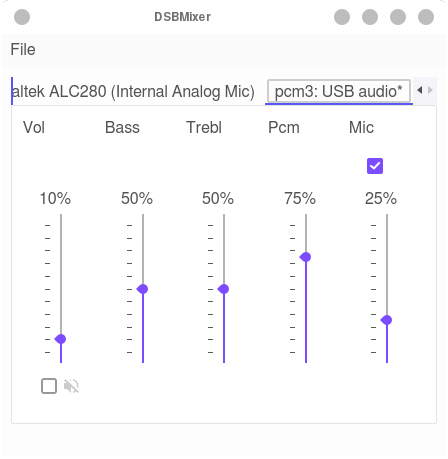 DSBMixer
File
altek ALC280 (Internal Analog Mic) pcm3: USB audio*
Vol Bass Trebl Pcm Mic
10% 50% 50% 75% 25%